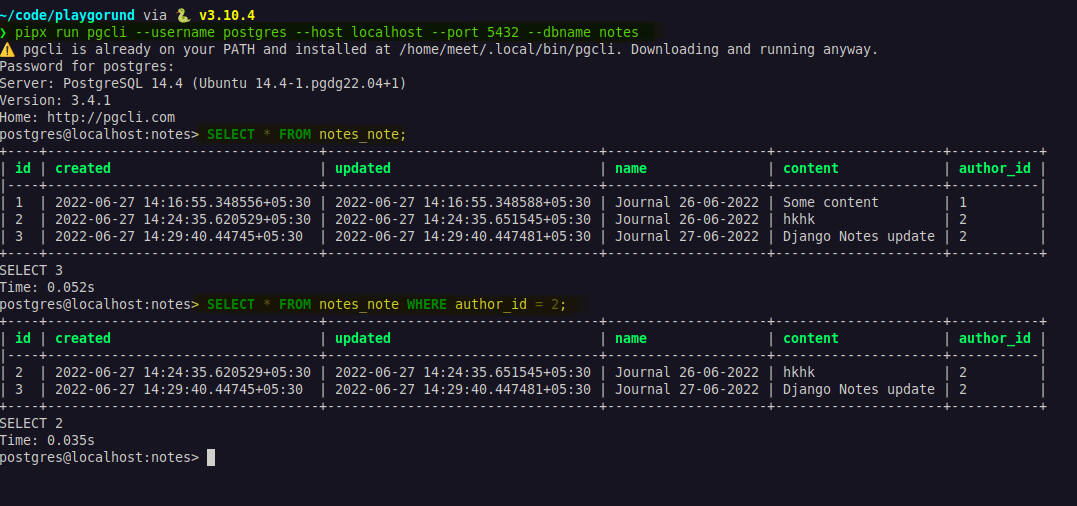 ~/code/playgorund via 🐍 v3.10.4
❯ pipx run pgcli --username postgres --host localhost --port 5432 --dbname notes
⚠️ pgcli is already on your PATH and installed at /home/meet/.local/bin/pgcli. Downloading and running anyway.
Password for postgres:
Server: PostgreSQL 14.4 (Ubuntu 14.4-1.pgdg22.04+1)
Version: 3.4.1
Home: http://pgcli.com
postgres@localhost:notes> SELECT * FROM notes_note;
+----+----------------------------------+----------------------------------+--------------------+---------------------+-----------+
| id | created                          | updated                          | name               | content             | author_id |
|----+----------------------------------+----------------------------------+--------------------+---------------------+-----------|
| 1  | 2022-06-27 14:16:55.348556+05:30 | 2022-06-27 14:16:55.348588+05:30 | Journal 26-06-2022 | Some content        | 1         |
| 2  | 2022-06-27 14:24:35.620529+05:30 | 2022-06-27 14:24:35.651545+05:30 | Journal 26-06-2022 | hkhk                | 2         |
| 3  | 2022-06-27 14:29:40.44745+05:30  | 2022-06-27 14:29:40.447481+05:30 | Journal 27-06-2022 | Django Notes update | 2         |
+----+----------------------------------+----------------------------------+--------------------+---------------------+-----------+
SELECT 3
Time: 0.052s
postgres@localhost:notes> SELECT * FROM notes_note WHERE author_id = 2;
+----+----------------------------------+----------------------------------+--------------------+---------------------+-----------+
| id | created                          | updated                          | name               | content             | author_id |
|----+----------------------------------+----------------------------------+--------------------+---------------------+-----------|
| 2  | 2022-06-27 14:24:35.620529+05:30 | 2022-06-27 14:24:35.651545+05:30 | Journal 26-06-2022 | hkhk                | 2         |
| 3  | 2022-06-27 14:29:40.44745+05:30  | 2022-06-27 14:29:40.447481+05:30 | Journal 27-06-2022 | Django Notes update | 2         |
+----+----------------------------------+----------------------------------+--------------------+---------------------+-----------+
SELECT 2
Time: 0.035s
postgres@localhost:notes>